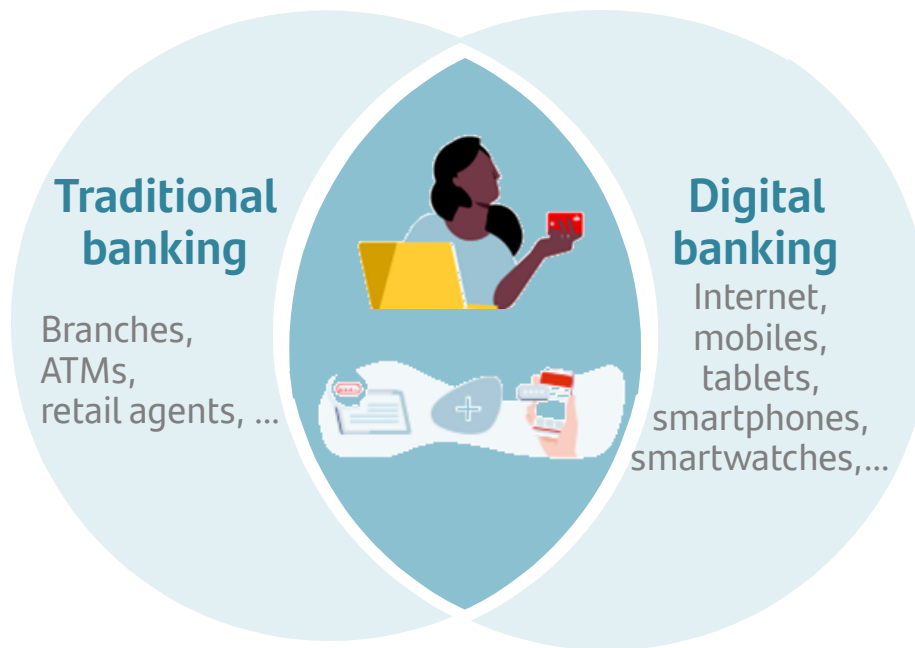 Traditional
banking
Branches,
ATMs,
retail agents, ...
Digital
banking
Internet,
mobiles,
tablets,
smartphones,
smartwatches,...